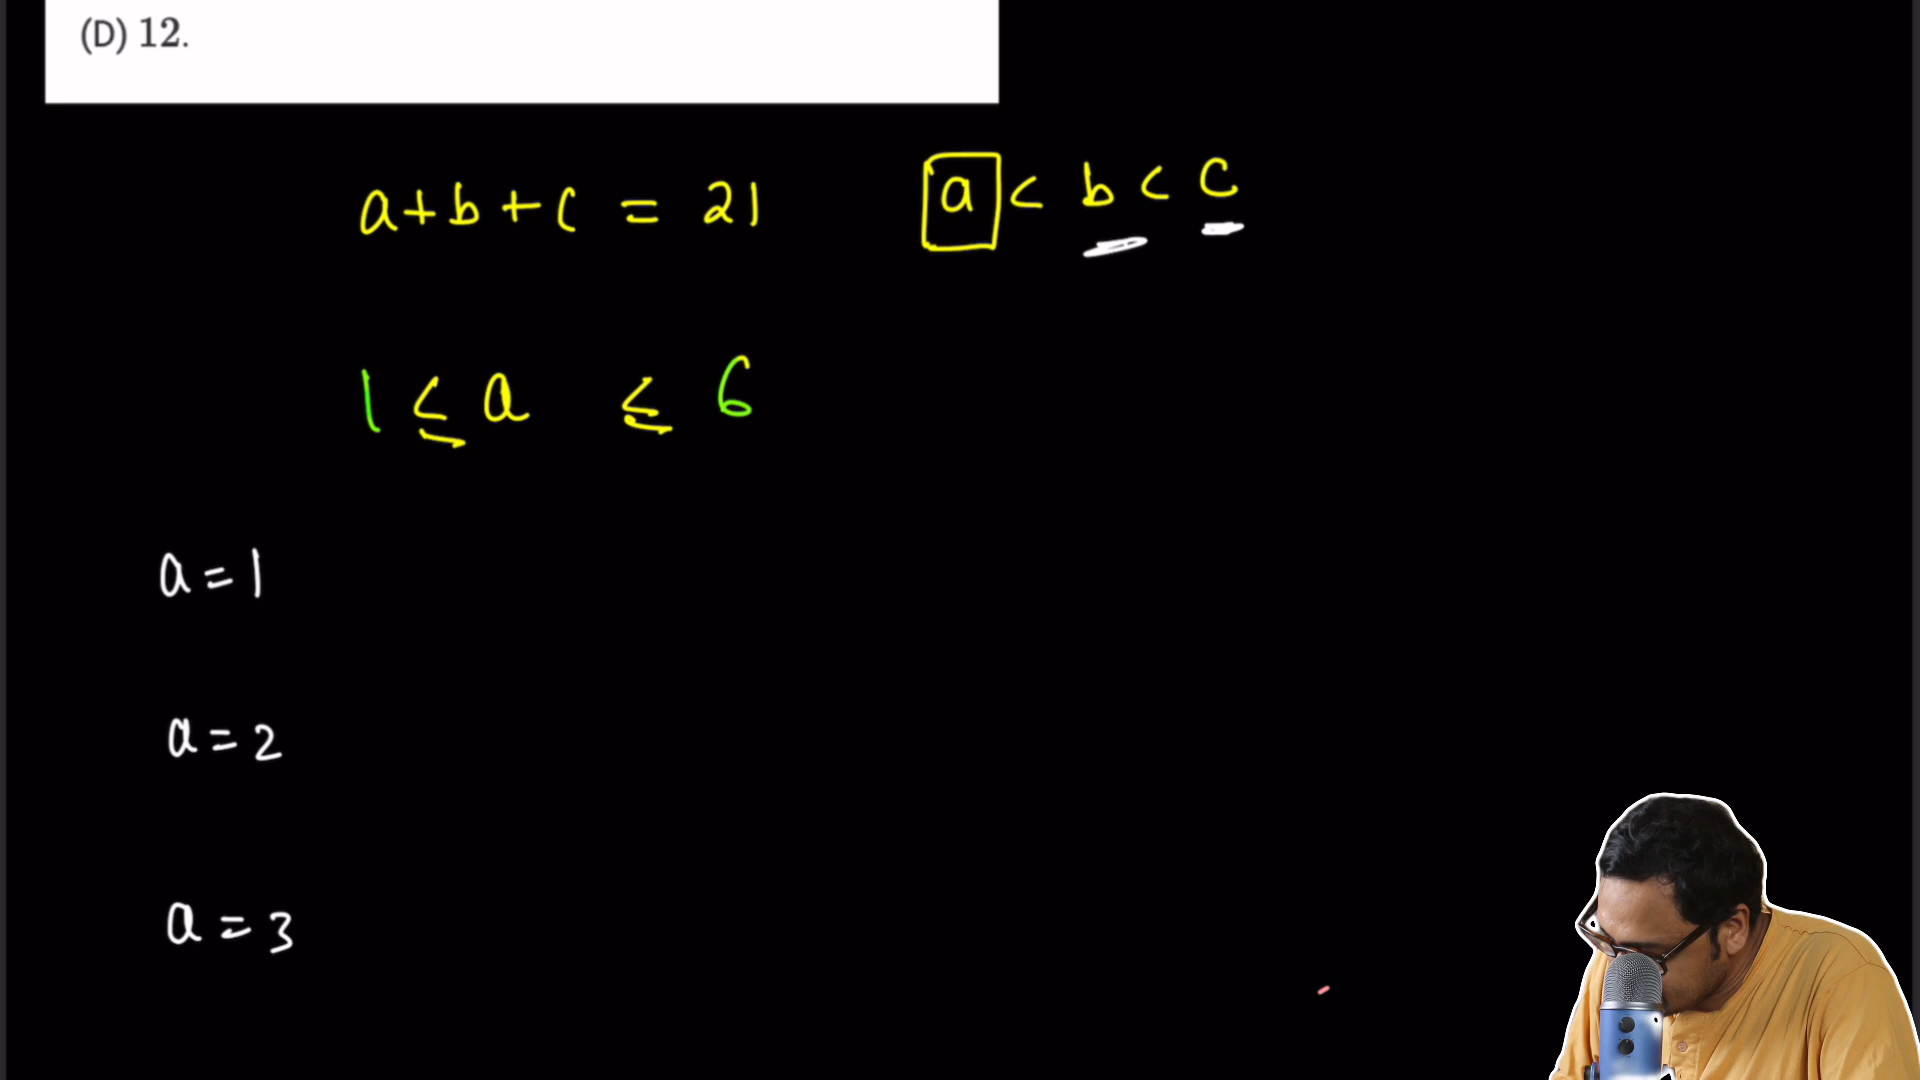 (D) 12.
a + b + c = 21 a < b < c
1 ≤ a ≤ 6
a = 1
a = 2
a = 3